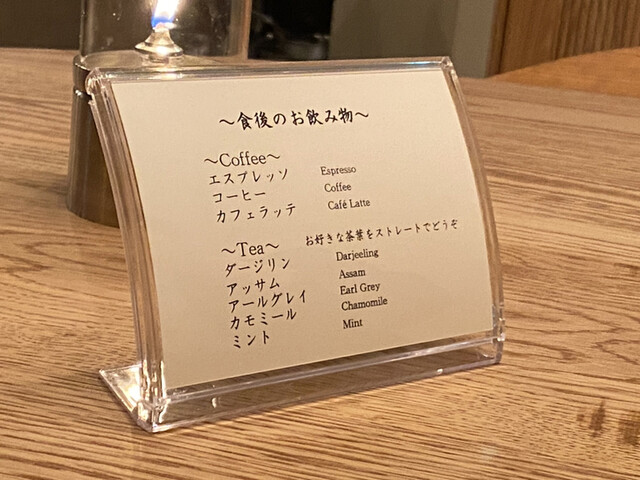 ～食後のお飲み物～
～Coffee～
エスプレッソ Espresso
コーヒー Coffee
カフェラッテ Café Latte
～Tea～ お好きな茶葉をストレートでどうぞ
ダージリン Darjeeling
アッサム Assam
アールグレイ Earl Grey
カモミール Chamomile
ミント Mint